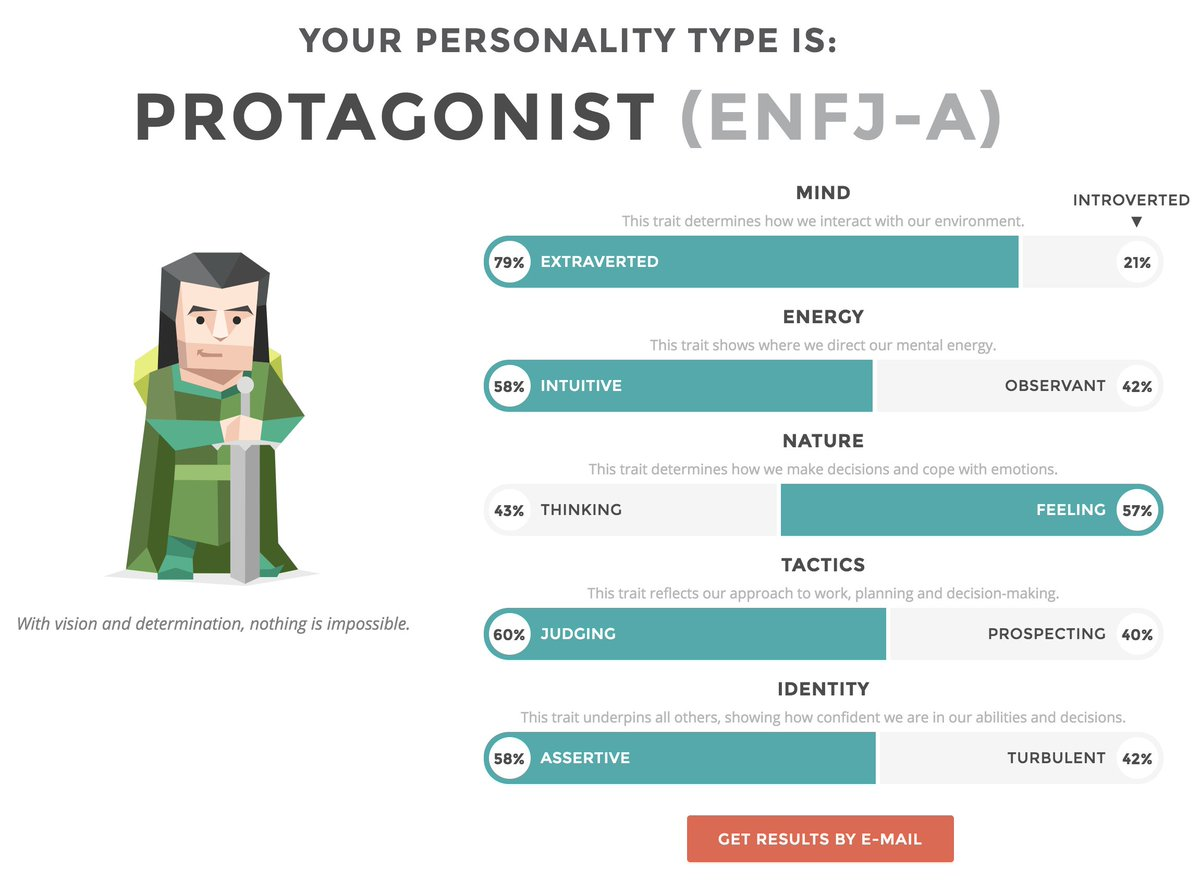 YOUR PERSONALITY TYPE IS:
PROTAGONIST (ENFJ-A)
MIND
INTROVERTED
This trait determines how we interact with our environment.
79% EXTRAVERTED 21%
ENERGY
This trait shows where we direct our mental energy.
58% INTUITIVE OBSERVANT 42%
NATURE
This trait determines how we make decisions and cope with emotions.
43% THINKING FEELING 57%
TACTICS
This trait reflects our approach to work, planning and decision-making.
60% JUDGING PROSPECTING 40%
IDENTITY
This trait underpins all others, showing how confident we are in our abilities and decisions.
58% ASSERTIVE TURBULENT 42%
With vision and determination, nothing is impossible.
GET RESULTS BY E-MAIL